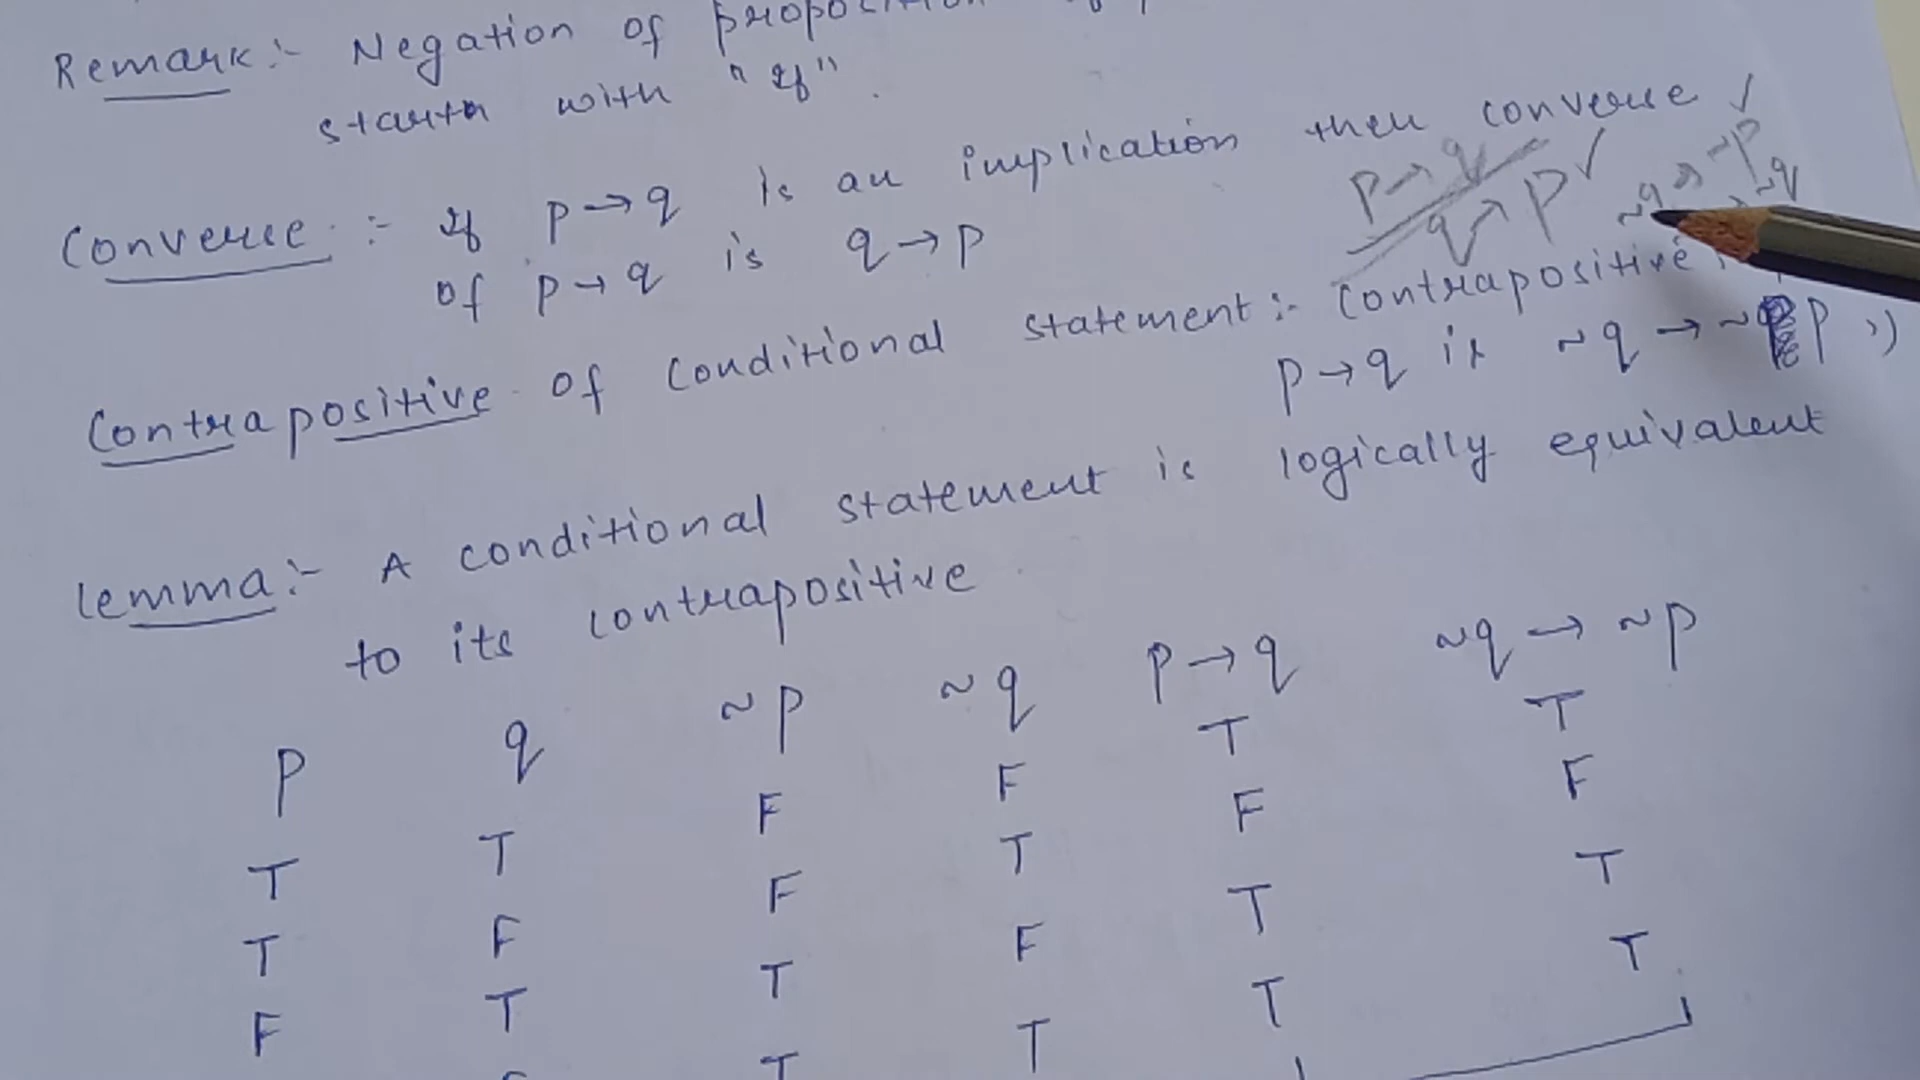 Remark :- Negation of proposition
starts with "if".
Converse :- if p→q is an implication then converse ✓
of p→q is q→p
p→q
q→p ✓
~q→~p
~q
Contrapositive of conditional statement :- Contrapositive
p→q is ~q→~p
Lemma :- A conditional statement is logically equivalent
to its contrapositive
p q ~p ~q p→q ~q→~p
T T F F T T
T F F T F F
F T T F T T
T T T T